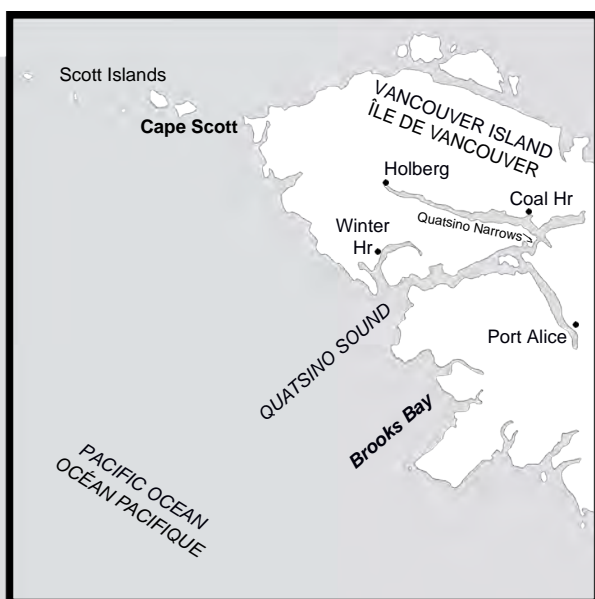 Scott Islands
Cape Scott
VANCOUVER ISLAND
ÎLE DE VANCOUVER
Holberg
Coal Hr
Quatsino Narrows
Winter
Hr
Port Alice
QUATSINO SOUND
Brooks Bay
PACIFIC OCEAN
OCÉAN PACIFIQUE